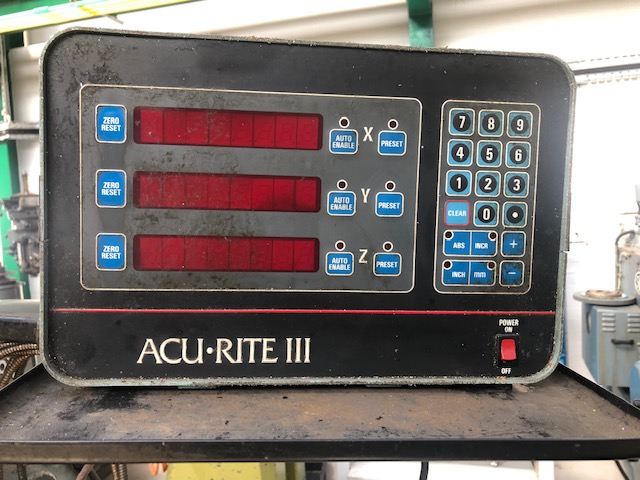 ZERO
RESET
AUTO
ENABLE
X
PRESET
ZERO
RESET
AUTO
ENABLE
Y
PRESET
ZERO
RESET
AUTO
ENABLE
Z
PRESET
7 8 9
4 5 6
1 2 3
CLEAR 0 •
ABS INCR +
INCH mm −
POWER
ON
OFF
ACU•RITE III